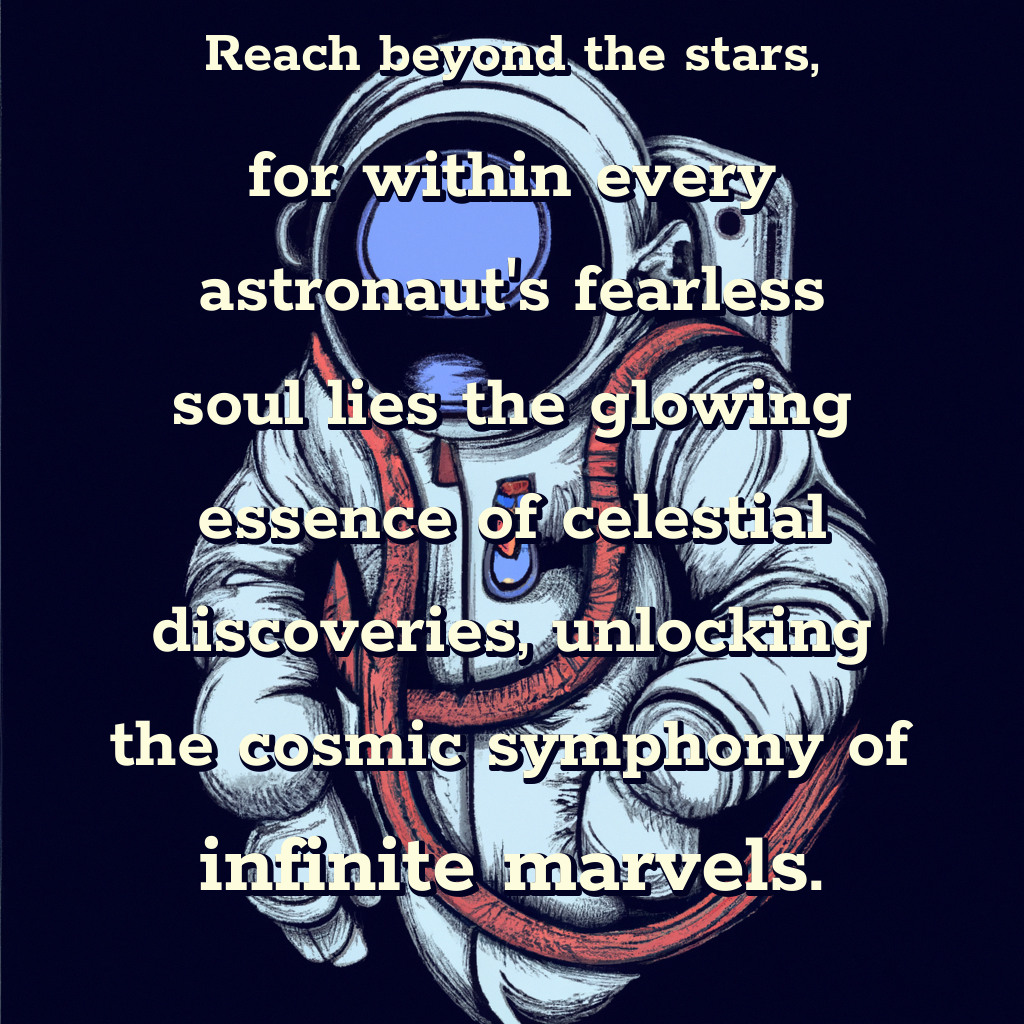 Reach beyond the stars,
for within every
astronaut's fearless
soul lies the glowing
essence of celestial
discoveries, unlocking
the cosmic symphony of
infinite marvels.